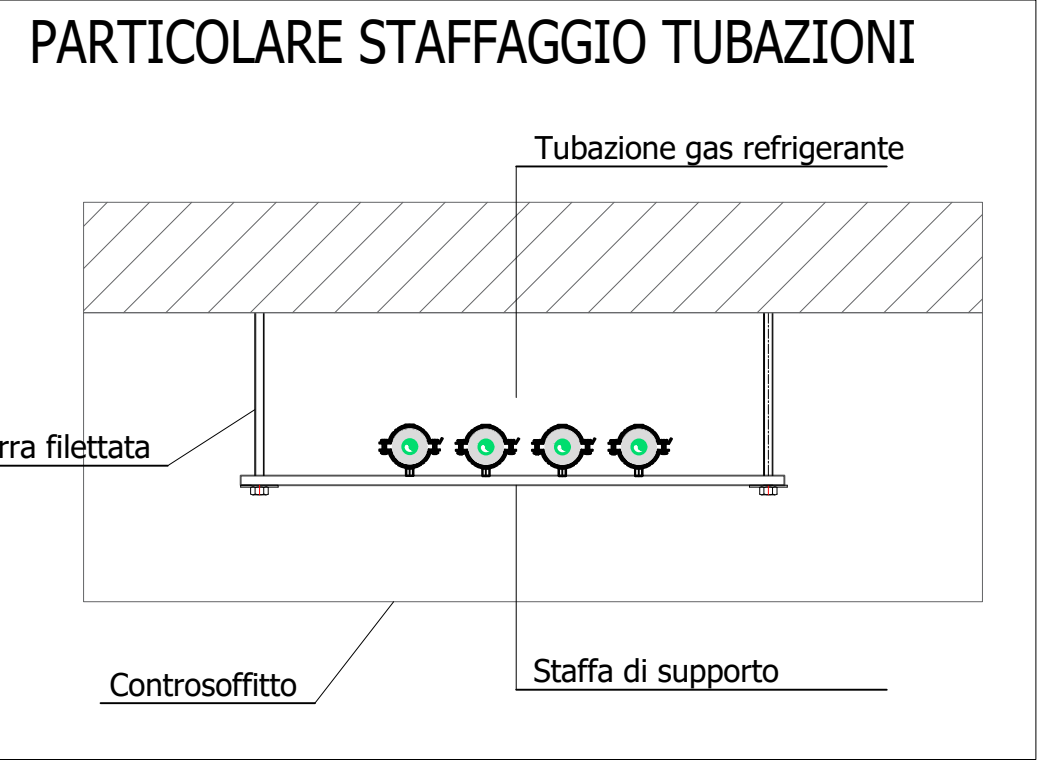 PARTICOLARE STAFFAGGIO TUBAZIONI
Tubazione gas refrigerante
rra filettata
Staffa di supporto
Controsoffitto